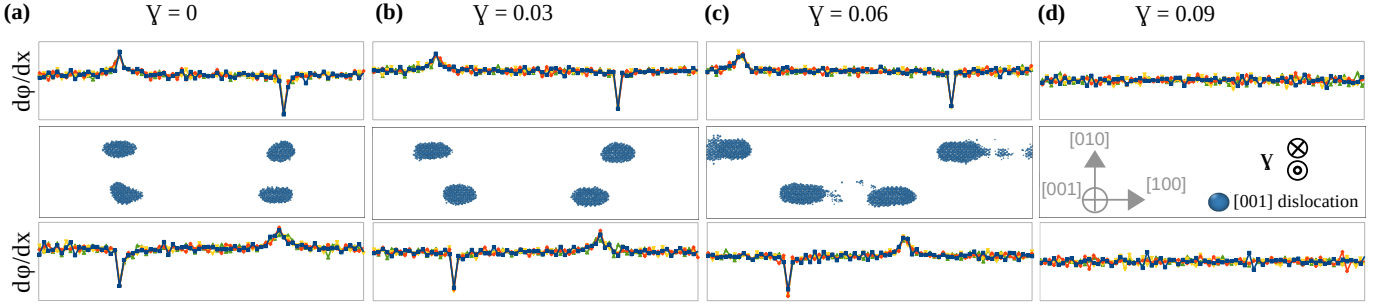 (a) Ɣ = 0 (b) Ɣ = 0.03 (c) Ɣ = 0.06 (d) Ɣ = 0.09
dφ/dx
[010]
[001]
[100]
Ɣ
[001] dislocation
dφ/dx